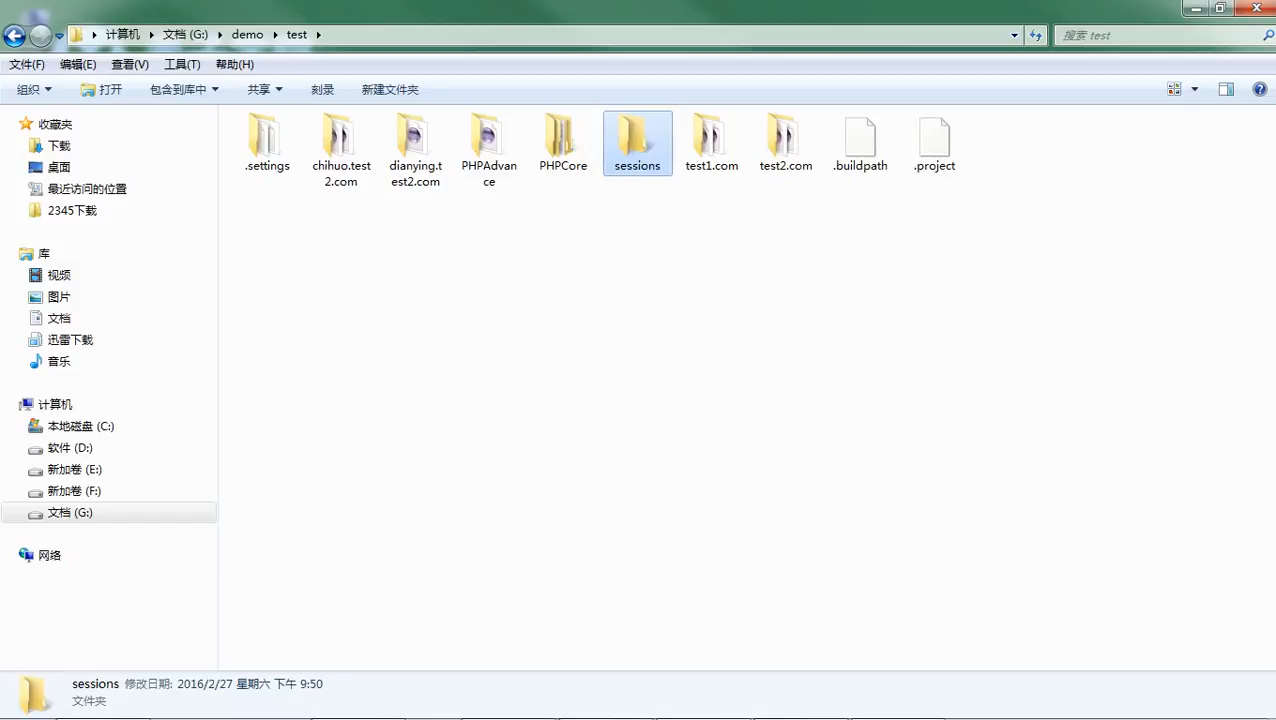 计算机 文档 (G:) demo test
搜索 test
文件(F) 编辑(E) 查看(V) 工具(T) 帮助(H)
组织 打开 包含到库中 共享 刻录 新建文件夹
收藏夹
下载
桌面
最近访问的位置
2345下载
库
视频
图片
文档
迅雷下载
音乐
计算机
本地磁盘 (C:)
软件 (D:)
新加卷 (E:)
新加卷 (F:)
文档 (G:)
网络
.settings
chihuo.test
2.com
dianying.t
est2.com
PHPAdvan
ce
PHPCore
sessions
test1.com
test2.com
.buildpath
.project
sessions 修改日期: 2016/2/27 星期六 下午 9:50
文件夹